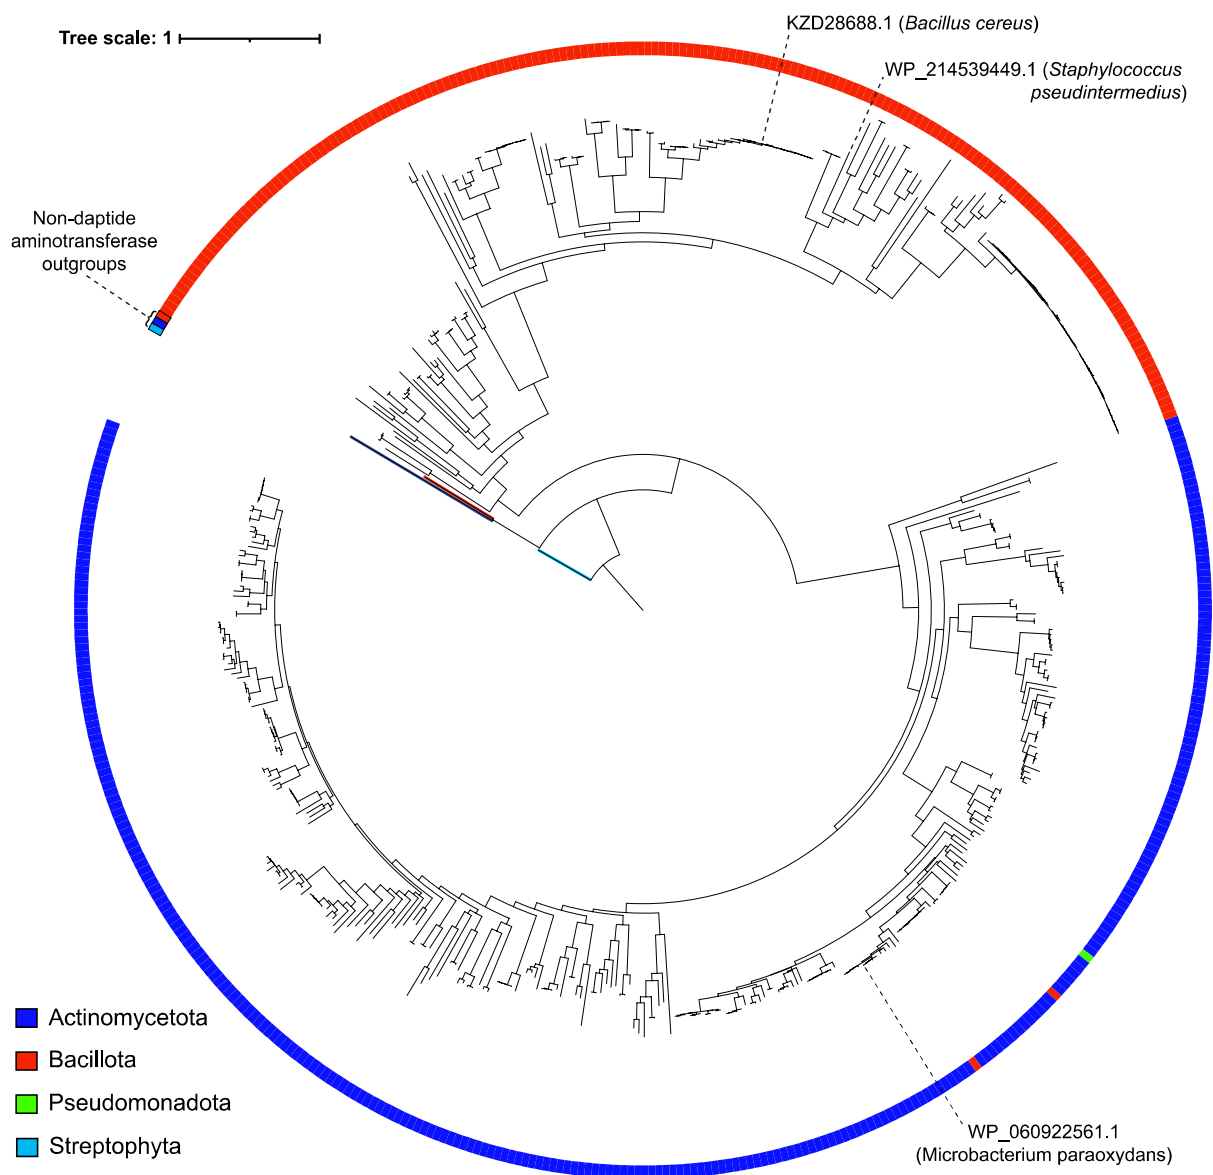 Tree scale: 1
KZD28688.1 (Bacillus cereus)
WP_214539449.1 (Staphylococcus
pseudintermedius)
Non-daptide
aminotransferase
outgroups
Actinomycetota
Bacillota
Pseudomonadota
Streptophyta
WP_060922561.1
(Microbacterium paraoxydans)